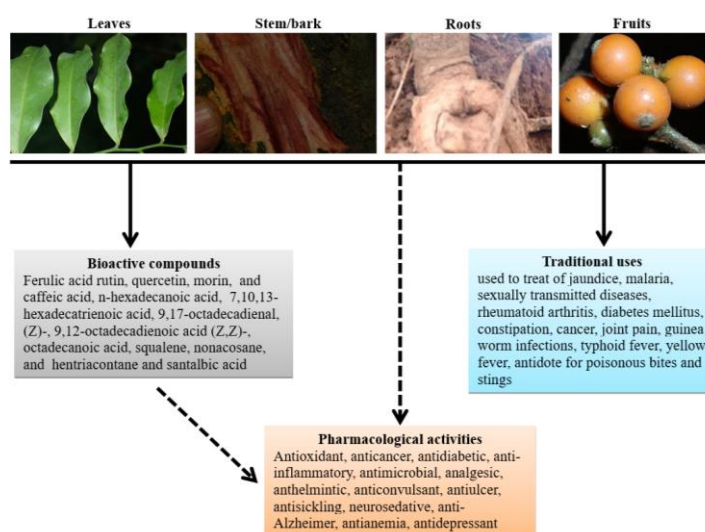 Leaves
Stem/bark
Roots
Fruits
Bioactive compounds
Ferulic acid rutin, quercetin, morin, and
caffeic acid, n-hexadecanoic acid, 7,10,13-
hexadecatrienoic acid, 9,17-octadecadienal,
(Z)-, 9,12-octadecadienoic acid (Z,Z)-,
octadecanoic acid, squalene, nonacosane,
and hentriacontane and santalbic acid
Traditional uses
used to treat of jaundice, malaria,
sexually transmitted diseases,
rheumatoid arthritis, diabetes mellitus,
constipation, cancer, joint pain, guinea
worm infections, typhoid fever, yellow
fever, antidote for poisonous bites and
stings
Pharmacological activities
Antioxidant, anticancer, antidiabetic, anti-
inflammatory, antimicrobial, analgesic,
anthelmintic, anticonvulsant, antiulcer,
antisickling, neurosedative, anti-
Alzheimer, antianemia, antidepressant